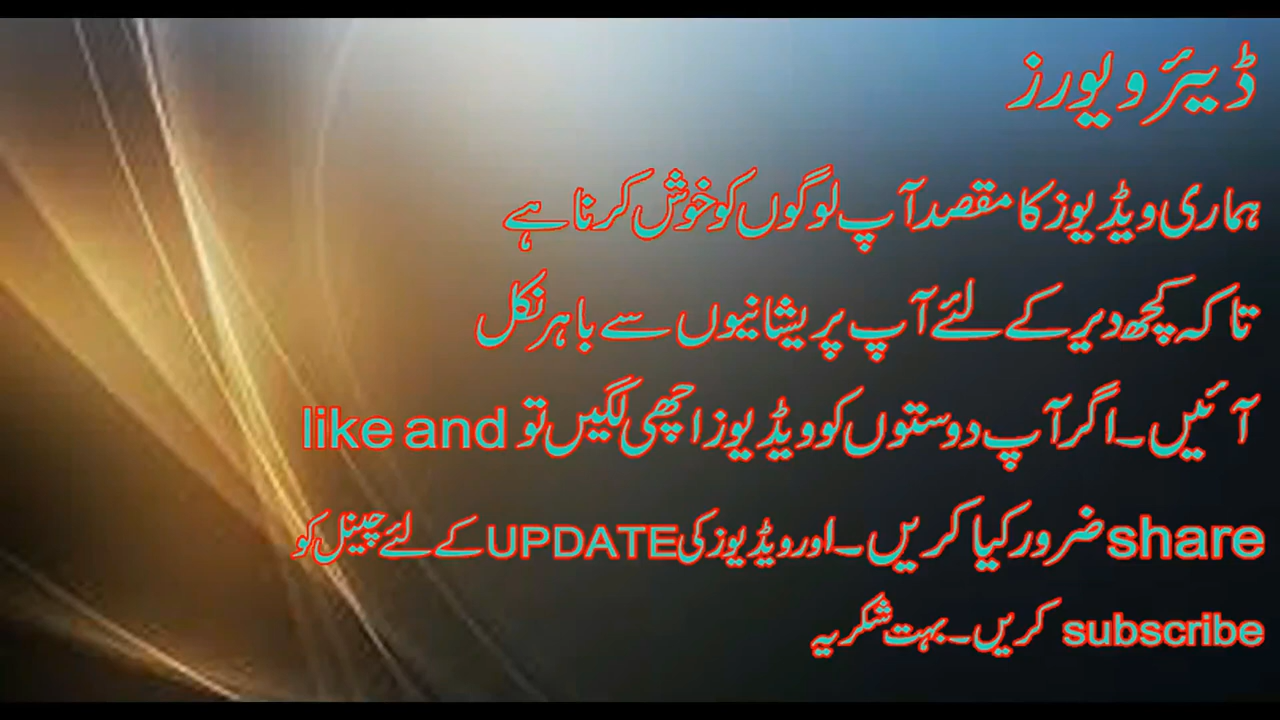 ڈیئر ویورز
ہماری ویڈیوز کا مقصد آپ لوگوں کو خوش کرنا ہے
تا کہ کچھ دیر کے لئے آپ پریشانیوں سے باہر نکل
آئیں۔ اگر آپ دوستوں کو ویڈیوز اچھی لگیں تو like and
share ضرور کیا کریں۔ اور ویڈیوز کی UPDATE کے لئے چینل کو
subscribe کریں۔ بہت شکریہ